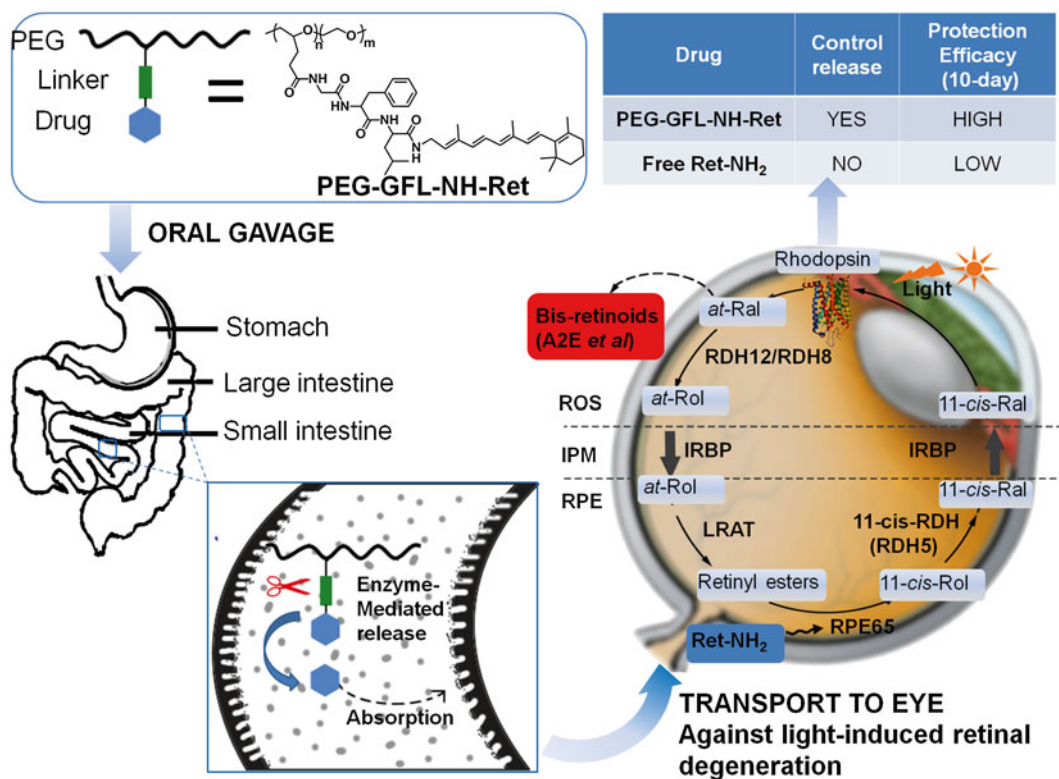 PEG
Linker
Drug
=
O
n
O
m
O
NH
O
HN
O
O
HN
O
N
H
PEG-GFL-NH-Ret
Drug
Control
release
Protection
Efficacy
(10-day)
PEG-GFL-NH-Ret YES HIGH
Free Ret-NH₂ NO LOW
ORAL GAVAGE
Stomach
Large intestine
Small intestine
Enzyme-
Mediated
release
Absorption
Rhodopsin
Light
Bis-retinoids
(A2E et al)
at-Ral
RDH12/RDH8
at-Rol
11-cis-Ral
ROS
IPM
IRBP
IRBP
RPE
at-Rol
11-cis-Ral
LRAT
11-cis-RDH
(RDH5)
Retinyl esters
11-cis-Rol
Ret-NH₂
RPE65
TRANSPORT TO EYE
Against light-induced retinal
degeneration